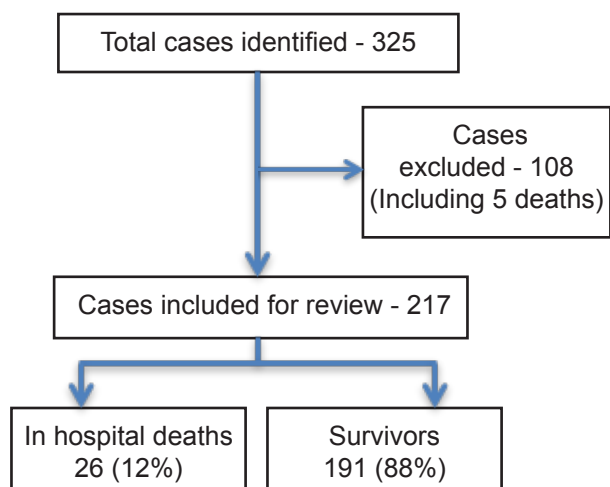 Total cases identified - 325
Cases
excluded - 108
(Including 5 deaths)
Cases included for review - 217
In hospital deaths
26 (12%)
Survivors
191 (88%)